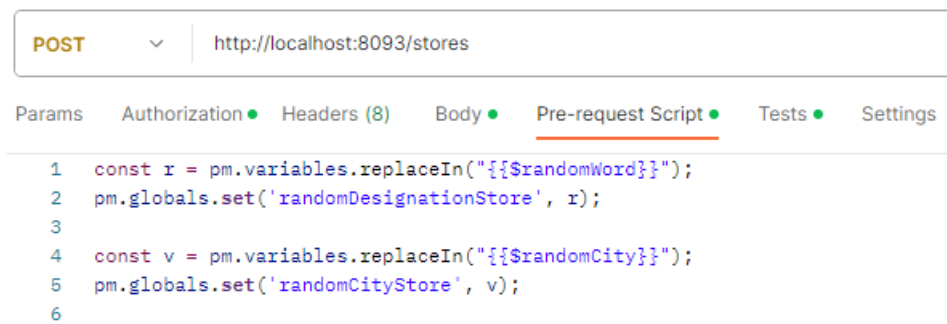 POST http://localhost:8093/stores
Params Authorization Headers (8) Body Pre-request Script Tests Settings
1 const r = pm.variables.replaceIn("{{$randomWord}}");
2 pm.globals.set('randomDesignationStore', r);
3
4 const v = pm.variables.replaceIn("{{$randomCity}}");
5 pm.globals.set('randomCityStore', v);
6